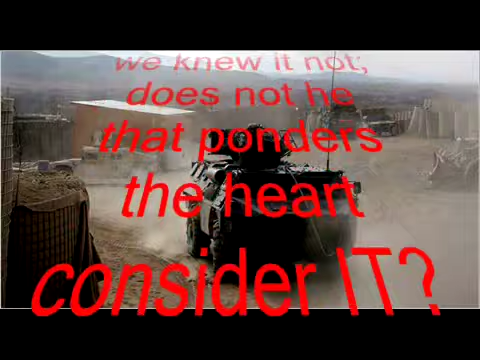 we knew it not;
does not he
that ponders
the heart
consider IT?